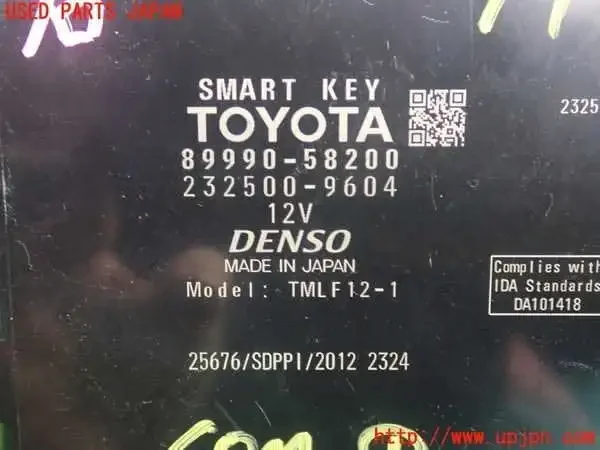 USED PARTS JAPAN
SMART KEY
TOYOTA
89990-58200
232500-9604
12V
DENSO
MADE IN JAPAN
Model: TMLF12-1
2325
Complies with
IDA Standards
DA101418
25676/SDPPI/2012 2324
http://www.upjpn.com